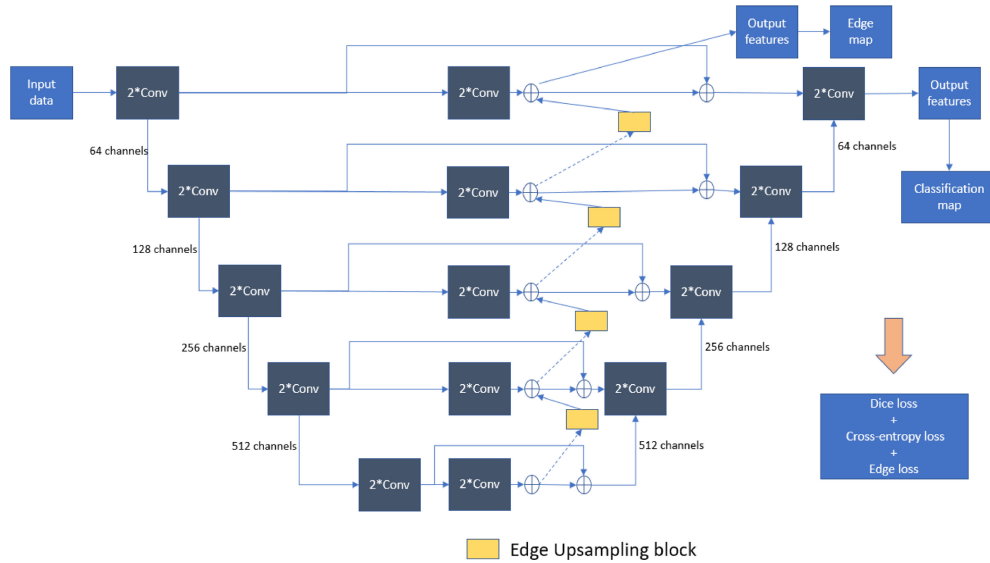 Output
features
Edge
map
Input
data
2*Conv
2*Conv
2*Conv
Output
features
64 channels
64 channels
2*Conv
2*Conv
2*Conv
Classification
map
128 channels
128 channels
2*Conv
2*Conv
2*Conv
256 channels
256 channels
2*Conv
2*Conv
2*Conv
Dice loss
+
Cross-entropy loss
+
Edge loss
512 channels
512 channels
2*Conv
2*Conv
Edge Upsampling block